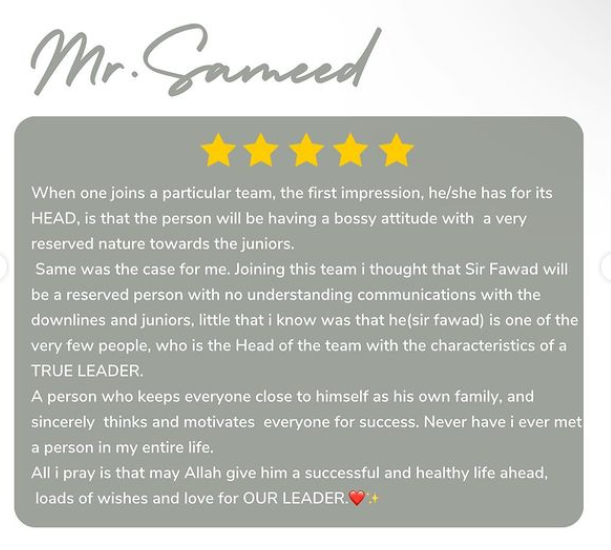 Mr. Sameed
When one joins a particular team, the first impression, he/she has for its
HEAD, is that the person will be having a bossy attitude with  a very
reserved nature towards the juniors.
Same was the case for me. Joining this team i thought that Sir Fawad will
be a reserved person with no understanding communications with the
downlines and juniors, little that i know was that he(sir fawad) is one of the
very few people, who is the Head of the team with the characteristics of a
TRUE LEADER.
A person who keeps everyone close to himself as his own family, and
sincerely  thinks and motivates  everyone for success. Never have i ever met
a person in my entire life.
All i pray is that may Allah give him a successful and healthy life ahead,
loads of wishes and love for OUR LEADER.❤️✨